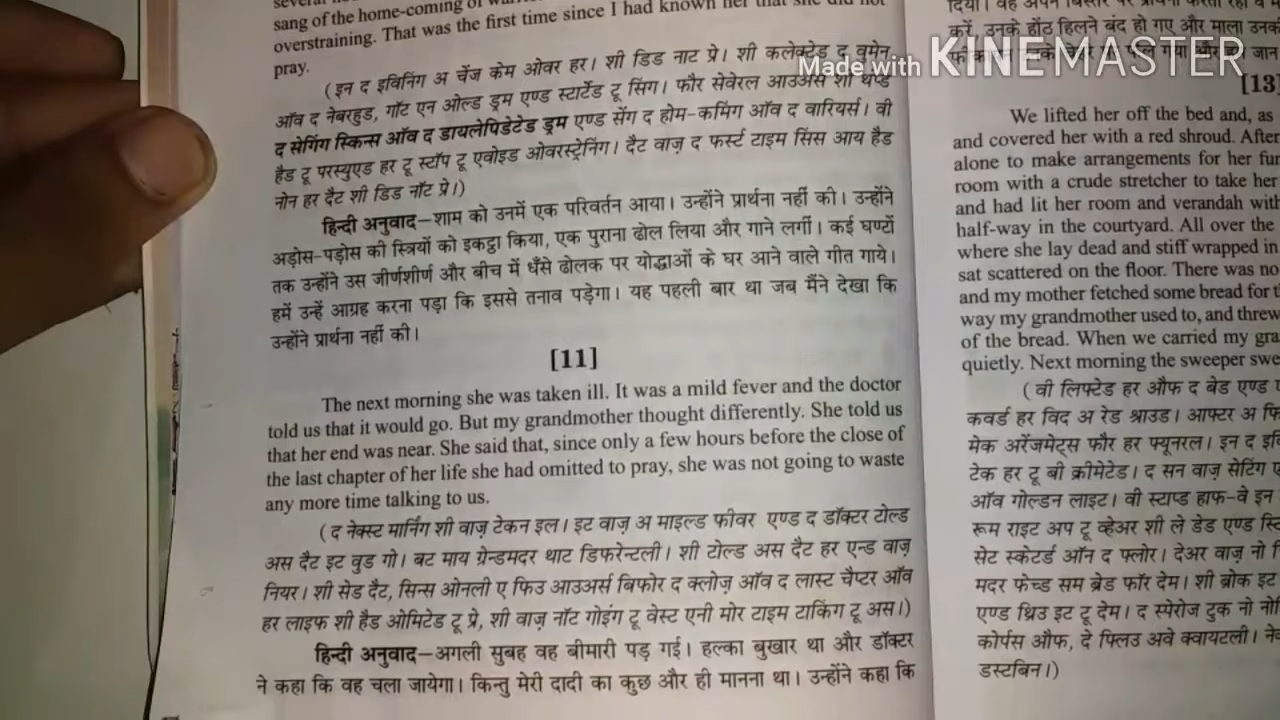 sang of the home-coming of
overstraining. That was the first time since I had known her that she did not
pray.
(इन द इविनिंग अ चेंज केम ओवर हर। शी डिड नाट प्रे। शी कलेक्टेड द वुमेन
ऑव द नेबरहुड, गॉट एन ओल्ड ड्रम एण्ड स्टार्टेड टू सिंग। फौर सेवेरल आउअर्स शी थम्प्ड
द सेगिंग स्किन्स ऑव द डायलेपिडेटेड ड्रम एण्ड सेंग द होम-कमिंग ऑव द वारियर्स। वी
हैड टू परस्युएड हर टू स्टॉप टू एवोइड ओवरस्ट्रेनिंग। दैट वाज़ द फर्स्ट टाइम सिंस आय हैड
नोन हर दैट शी डिड नॉट प्रे।)
हिन्दी अनुवाद–शाम को उनमें एक परिवर्तन आया। उन्होंने प्रार्थना नहीं की। उन्होंने
अड़ोस-पड़ोस की स्त्रियों को इकट्ठा किया, एक पुराना ढोल लिया और गाने लगीं। कई घण्टों
तक उन्होंने उस जीर्णशीर्ण और बीच में धँसे ढोलक पर योद्धाओं के घर आने वाले गीत गाये।
हमें उन्हें आग्रह करना पड़ा कि इससे तनाव पड़ेगा। यह पहली बार था जब मैंने देखा कि
उन्होंने प्रार्थना नहीं की।
[11]
The next morning she was taken ill. It was a mild fever and the doctor
told us that it would go. But my grandmother thought differently. She told us
that her end was near. She said that, since only a few hours before the close of
the last chapter of her life she had omitted to pray, she was not going to waste
any more time talking to us.
(द नेक्स्ट मार्निंग शी वाज़ टेकन इल। इट वाज़ अ माइल्ड फीवर एण्ड द डॉक्टर टोल्ड
अस दैट इट वुड गो। बट माय ग्रेन्डमदर थाट डिफरेन्टली। शी टोल्ड अस दैट हर एन्ड वाज़
नियर। शी सेड दैट, सिन्स ओनली ए फिउ आउअर्स बिफोर द क्लोज़ ऑव द लास्ट चैप्टर ऑव
हर लाइफ शी हैड ओमिटेड टू प्रे, शी वाज़ नॉट गोइंग टू वेस्ट एनी मोर टाइम टाकिंग टू अस।)
हिन्दी अनुवाद–अगली सुबह वह बीमारी पड़ गई। हल्का बुखार था और डॉक्टर
ने कहा कि वह चला जायेगा। किन्तु मेरी दादी का कुछ और ही मानना था। उन्होंने कहा कि
करें, उनके होंठ हिलने बंद हो गए और माला उनक
Made with KINEMASTER
[13]
We lifted her off the bed and, as
and covered her with a red shroud. After
alone to make arrangements for her fun
room with a crude stretcher to take her
and had lit her room and verandah with
half-way in the courtyard. All over the
where she lay dead and stiff wrapped in
sat scattered on the floor. There was no
and my mother fetched some bread for t
way my grandmother used to, and threw
of the bread. When we carried my gra
quietly. Next morning the sweeper swe
(वी लिफ्टेड हर औफ द बेड एण्ड
कवर्ड हर विद अ रेड श्राउड। आफ्टर अ
मेक अरेंजमेंट्स फौर हर फ्यूनरल। इन द
टेक हर टू बी क्रीमेटेड। द सन वाज़ सेटिंग
ऑव गोल्डन लाइट। वी स्टाप्ड हाफ-वे इन
रूम राइट अप टू व्हेअर शी ले डेड एण्ड
सेट स्केटर्ड ऑन द फ्लोर। देअर वाज़ नो
मदर फेच्ड सम ब्रेड फॉर देम। शी ब्रोक इट
एण्ड थ्रिउ इट टू देम। द स्पेरोज टुक नो
कोर्पस औफ, दे फ्लिउ अवे क्वायटली।
डस्टबिन।)